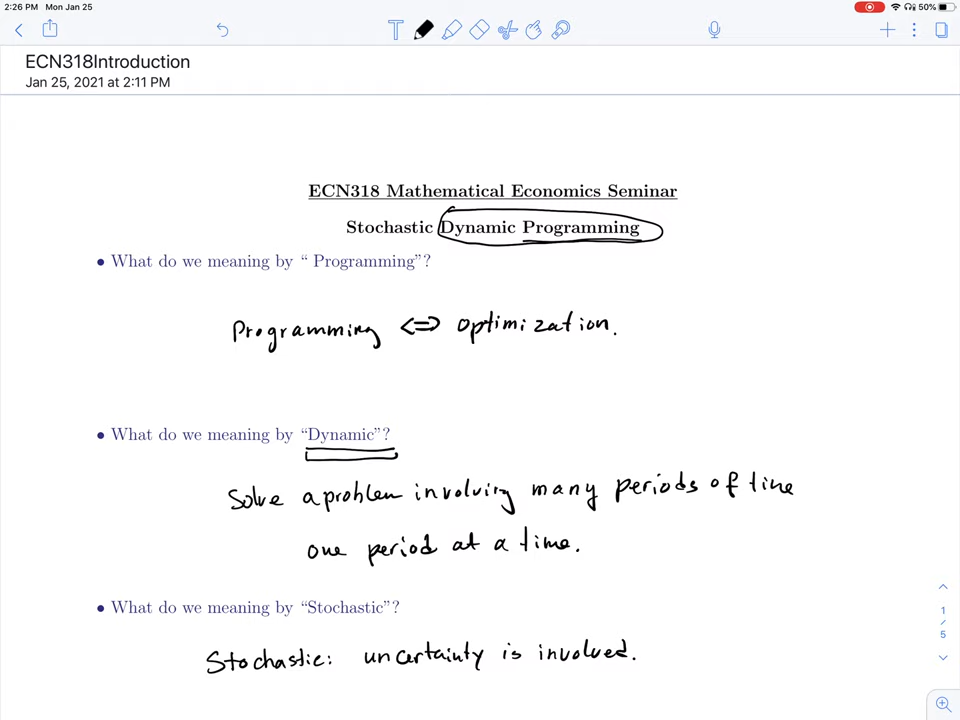 2:26 PM Mon Jan 25
50%
ECN318Introduction
Jan 25, 2021 at 2:11 PM
ECN318 Mathematical Economics Seminar
Stochastic Dynamic Programming
• What do we meaning by “ Programming”?
Programming <=> optimization.
• What do we meaning by “Dynamic”?
Solve a problem involving many periods of time
one period at a time.
• What do we meaning by “Stochastic”?
Stochastic: uncertainty is involved.
1
/
5